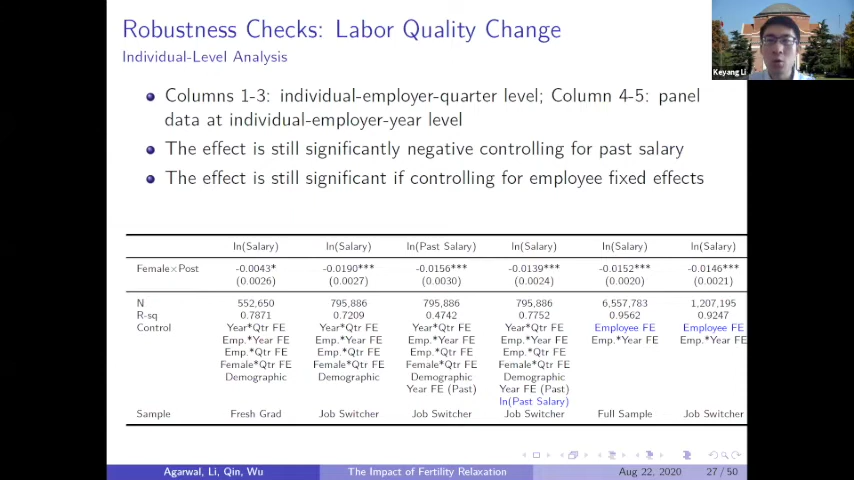 Robustness Checks: Labor Quality Change
Individual-Level Analysis
Keyang Li
Columns 1-3: individual-employer-quarter level; Column 4-5: panel
data at individual-employer-year level
The effect is still significantly negative controlling for past salary
The effect is still significant if controlling for employee fixed effects
ln(Salary) ln(Salary) ln(Past Salary) ln(Salary) ln(Salary) ln(Salary)
Female×Post -0.0043* -0.0190*** -0.0156*** -0.0139*** -0.0152*** -0.0146***
(0.0026) (0.0027) (0.0030) (0.0024) (0.0020) (0.0021)
N 552,650 795,886 795,886 795,886 6,557,783 1,207,195
R-sq 0.7871 0.7209 0.4742 0.7752 0.9562 0.9247
Control Year*Qtr FE Year*Qtr FE Year*Qtr FE Year*Qtr FE Employee FE Employee FE
Emp.*Year FE Emp.*Year FE Emp.*Year FE Emp.*Year FE Emp.*Year FE Emp.*Year FE
Emp.*Qtr FE Emp.*Qtr FE Emp.*Qtr FE Emp.*Qtr FE
Female*Qtr FE Female*Qtr FE Female*Qtr FE Female*Qtr FE
Demographic Demographic Demographic Demographic
Year FE (Past) Year FE (Past)
ln(Past Salary)
Sample Fresh Grad Job Switcher Job Switcher Job Switcher Full Sample Job Switcher
Agarwal, Li, Qin, Wu The Impact of Fertility Relaxation Aug 22, 2020 27 / 50